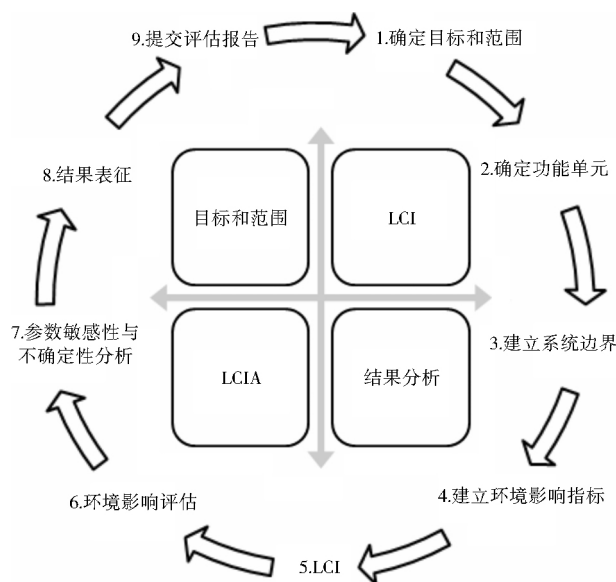 9.提交评估报告
1.确定目标和范围
2.确定功能单元
3.建立系统边界
4.建立环境影响指标
5.LCI
6.环境影响评估
7.参数敏感性与
不确定性分析
8.结果表征
目标和范围
LCI
LCIA
结果分析